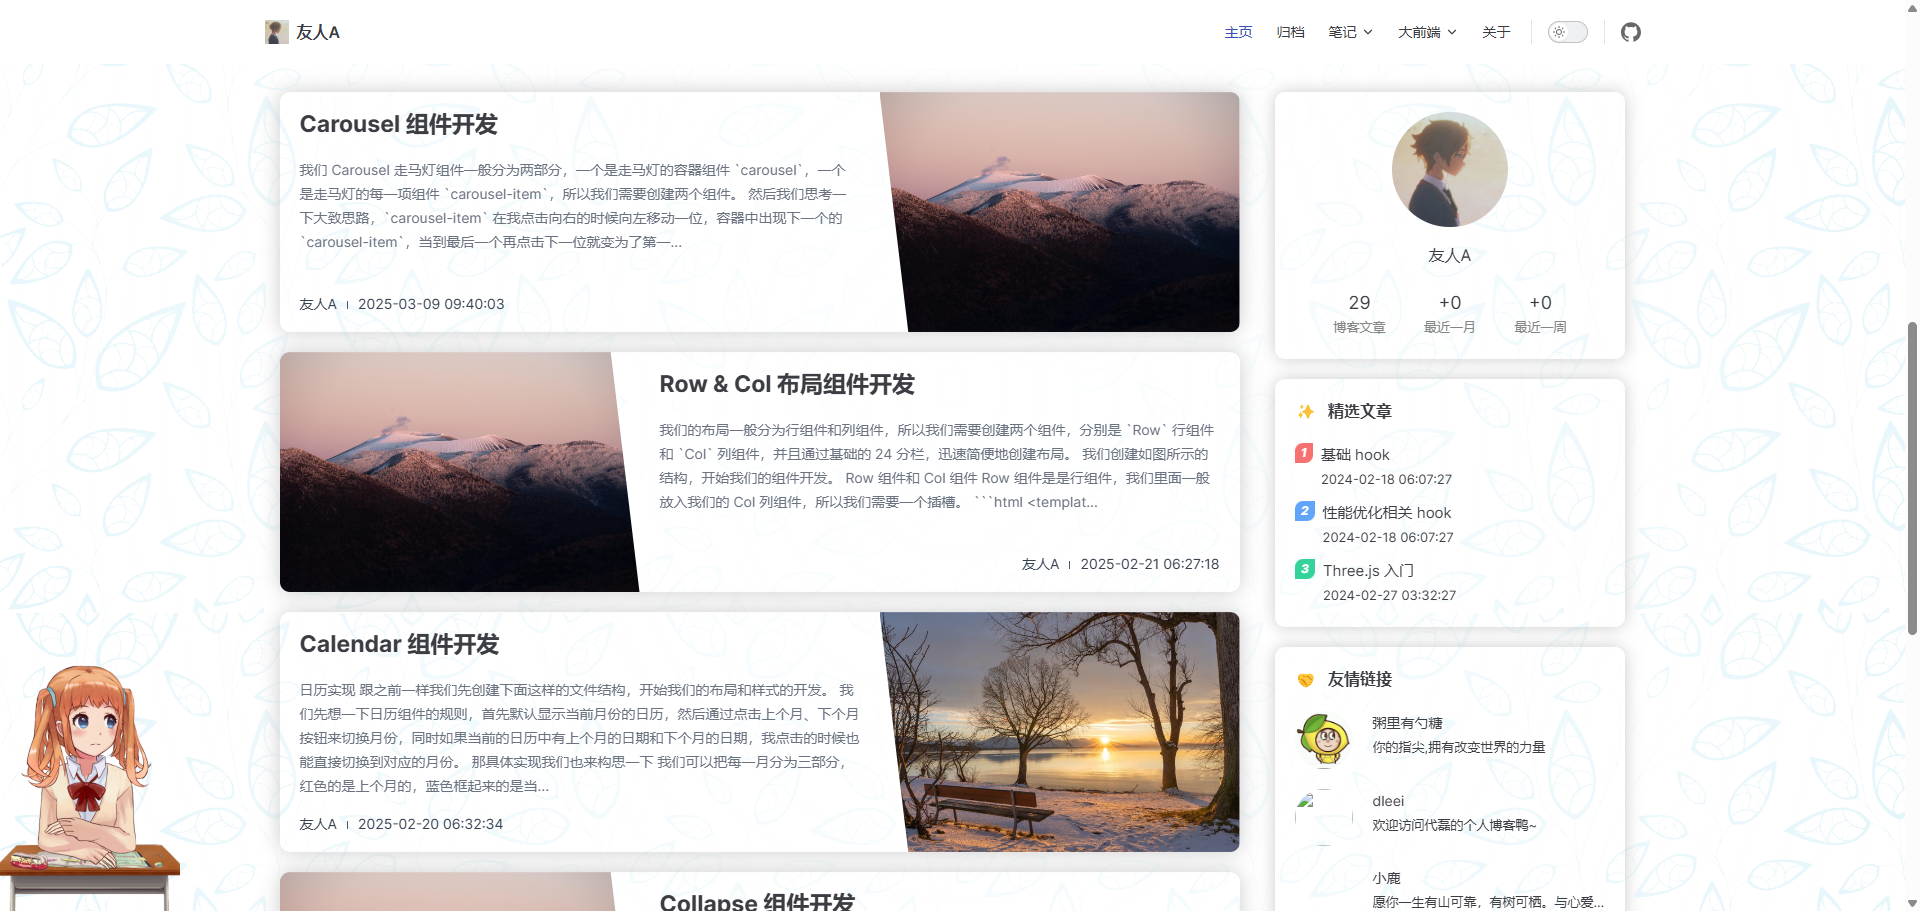 友人A
主页
归档
笔记
大前端
关于
Carousel 组件开发
我们 Carousel 走马灯组件一般分为两部分，一个是走马灯的容器组件 `carousel`，一个
是走马灯的每一项组件 `carousel-item`，所以我们需要创建两个组件。 然后我们思考一
下大致思路，`carousel-item` 在我点击向右的时候向左移动一位，容器中出现下一个的
`carousel-item`，当到最后一个再点击下一位就变为了第一...
友人A | 2025-03-09 09:40:03
Row & Col 布局组件开发
我们的布局一般分为行组件和列组件，所以我们需要创建两个组件，分别是 `Row` 行组件
和 `Col` 列组件，并且通过基础的 24 分栏，迅速简便地创建布局。 我们创建如图所示的
结构，开始我们的组件开发。 Row 组件和 Col 组件 Row 组件是是行组件，我们里面一般
放入我们的 Col 列组件，所以我们需要一个插槽。 ```html <templat...
友人A | 2025-02-21 06:27:18
Calendar 组件开发
日历实现 跟之前一样我们先创建下面这样的文件结构，开始我们的布局和样式的开发。 我
们先想一下日历组件的规则，首先默认显示当前月份的日历，然后通过点击上个月、下个月
按钮来切换月份，同时如果当前的日历中有上个月的日期和下个月的日期，我点击的时候也
能直接切换到对应的月份。 那具体实现我们也来构思一下 我们可以把每一月分为三部分，
红色的是上个月的，蓝色框起来的是当...
友人A | 2025-02-20 06:32:34
Collapse 组件开发
友人A
29
+0
+0
博客文章
最近一月
最近一周
✨ 精选文章
1 基础 hook
2024-02-18 06:07:27
2 性能优化相关 hook
2024-02-18 06:07:27
3 Three.js 入门
2024-02-27 03:32:27
🤝 友情链接
粥里有勺糖
你的指尖,拥有改变世界的力量
dleei
欢迎访问代磊的个人博客鸭~
小鹿
愿你一生有山可靠，有树可栖。与心爱...